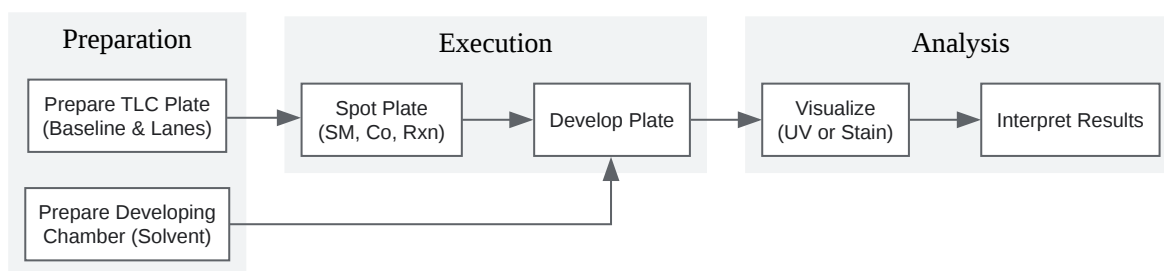 Preparation
Prepare TLC Plate
(Baseline & Lanes)
Prepare Developing
Chamber (Solvent)
Execution
Spot Plate
(SM, Co, Rxn)
Develop Plate
Analysis
Visualize
(UV or Stain)
Interpret Results